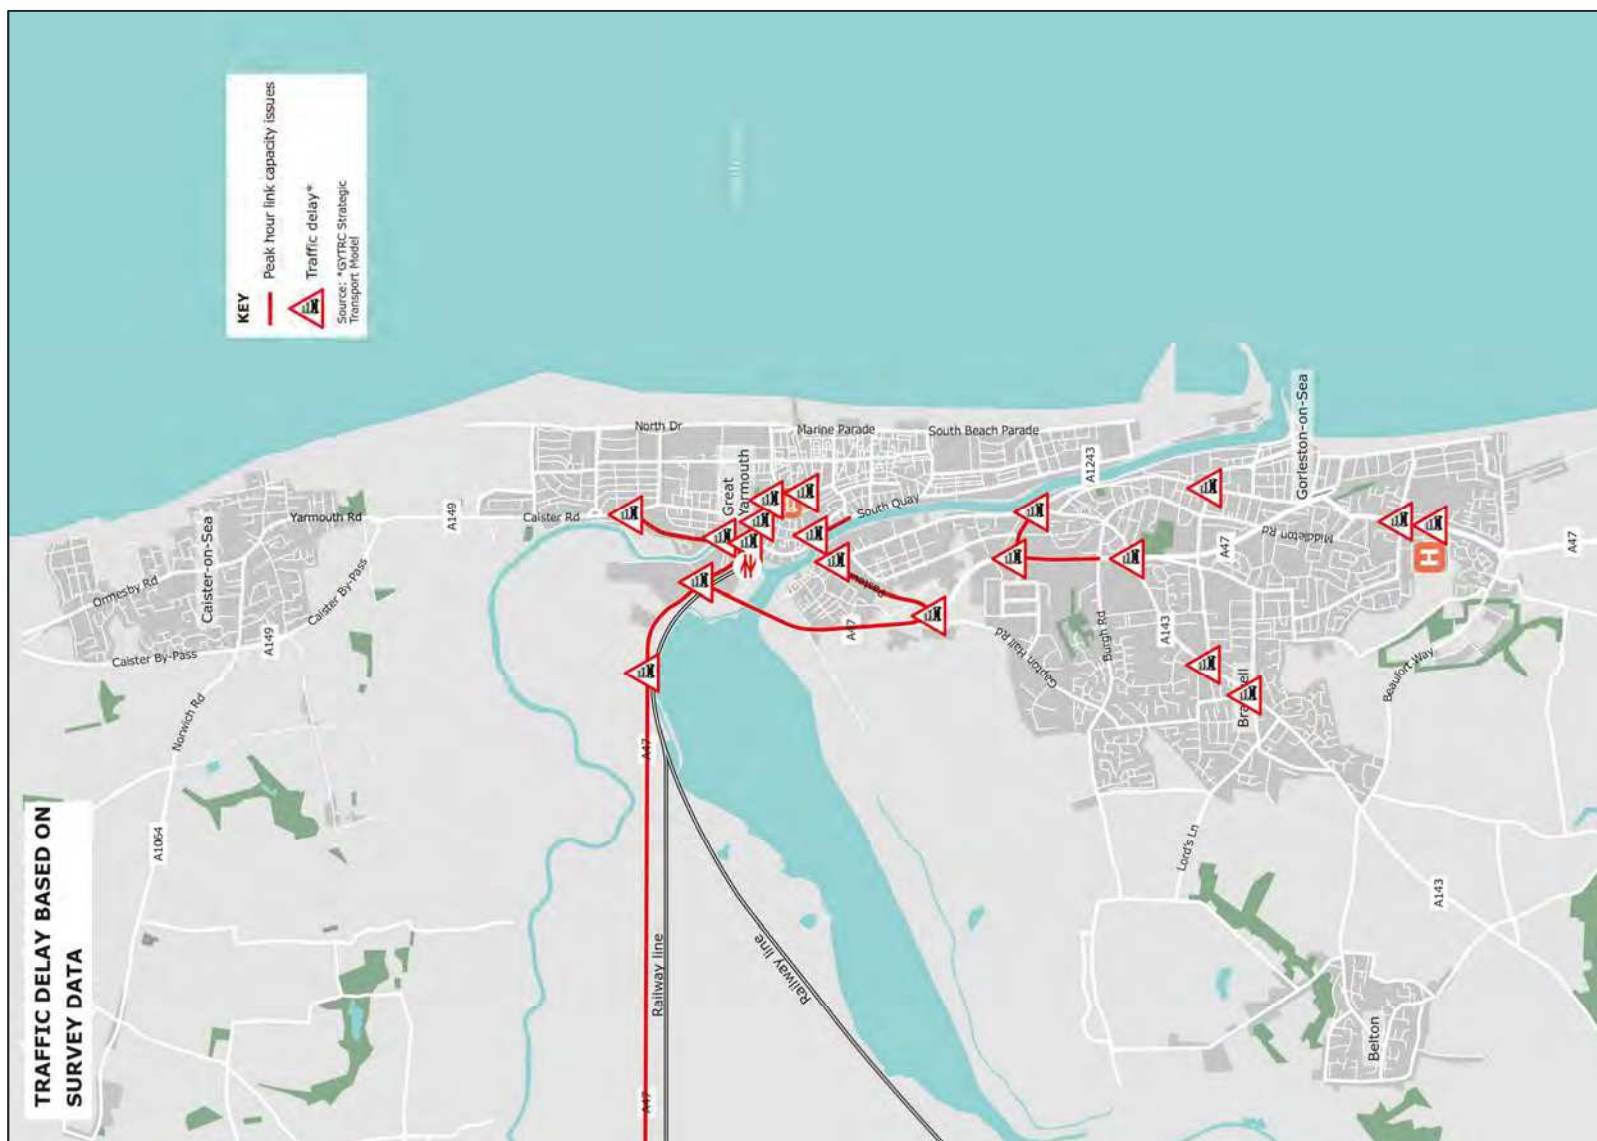 TRAFFIC DELAY BASED ON
SURVEY DATA
KEY
Peak hour link capacity issues
Traffic delay*
Source: *GYTRC Strategic
Transport Model
Ormesby Rd
Caister-on-Sea
Yarmouth Rd
Caister By-Pass
Caister By-Pass
A149
A149
Norwich Rd
A1064
Caister Rd
North Dr
Great
Yarmouth
Marine Parade
South Beach Parade
South Quay
A47
A47
Railway line
Railway line
A47
Gapton Hall Rd
Burgh Rd
A143
A1243
A47
Middleton Rd
Gorleston-on-Sea
H
A47
Beaufort Way
Lord's Ln
A143
Belton